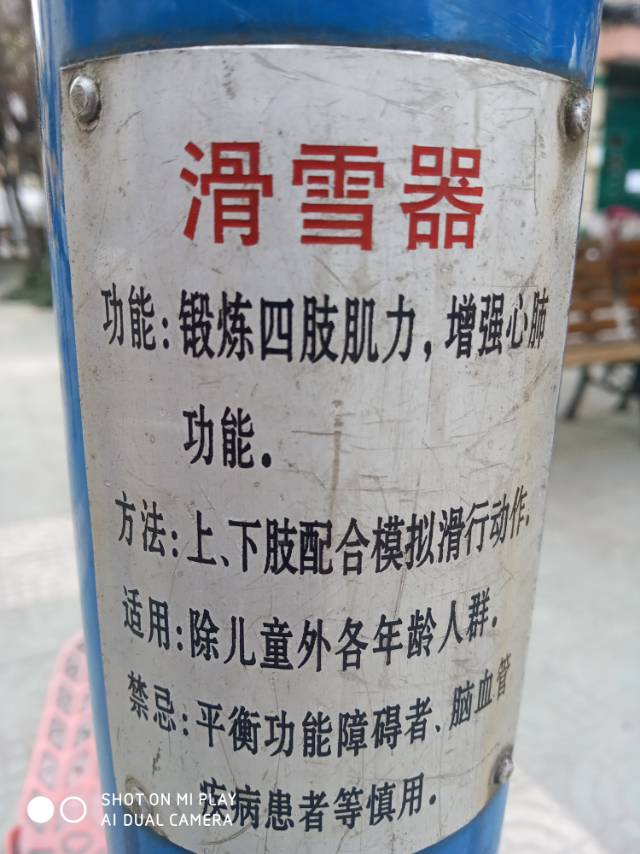 滑雪器
功能:锻炼四肢肌力,增强心肺
功能.
方法:上、下肢配合模拟滑行动作.
适用:除儿童外各年龄人群.
禁忌:平衡功能障碍者、脑血管
疾病患者等慎用.
SHOT ON MI PLAY
AI DUAL CAMERA